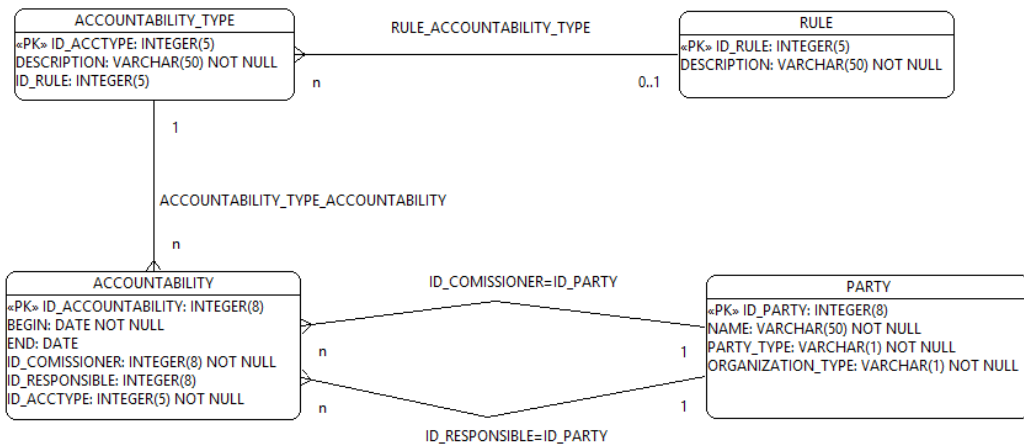 ACCOUNTABILITY_TYPE
«PK» ID_ACCTYPE: INTEGER(5)
DESCRIPTION: VARCHAR(50) NOT NULL
ID_RULE: INTEGER(5)
RULE_ACCOUNTABILITY_TYPE
n
0..1
RULE
«PK» ID_RULE: INTEGER(5)
DESCRIPTION: VARCHAR(50) NOT NULL
1
ACCOUNTABILITY_TYPE_ACCOUNTABILITY
n
ACCOUNTABILITY
«PK» ID_ACCOUNTABILITY: INTEGER(8)
BEGIN: DATE NOT NULL
END: DATE
ID_COMISSIONER: INTEGER(8) NOT NULL
ID_RESPONSIBLE: INTEGER(8)
ID_ACCTYPE: INTEGER(5) NOT NULL
ID_COMISSIONER=ID_PARTY
n
1
n
1
ID_RESPONSIBLE=ID_PARTY
PARTY
«PK» ID_PARTY: INTEGER(8)
NAME: VARCHAR(50) NOT NULL
PARTY_TYPE: VARCHAR(1) NOT NULL
ORGANIZATION_TYPE: VARCHAR(1) NOT NULL